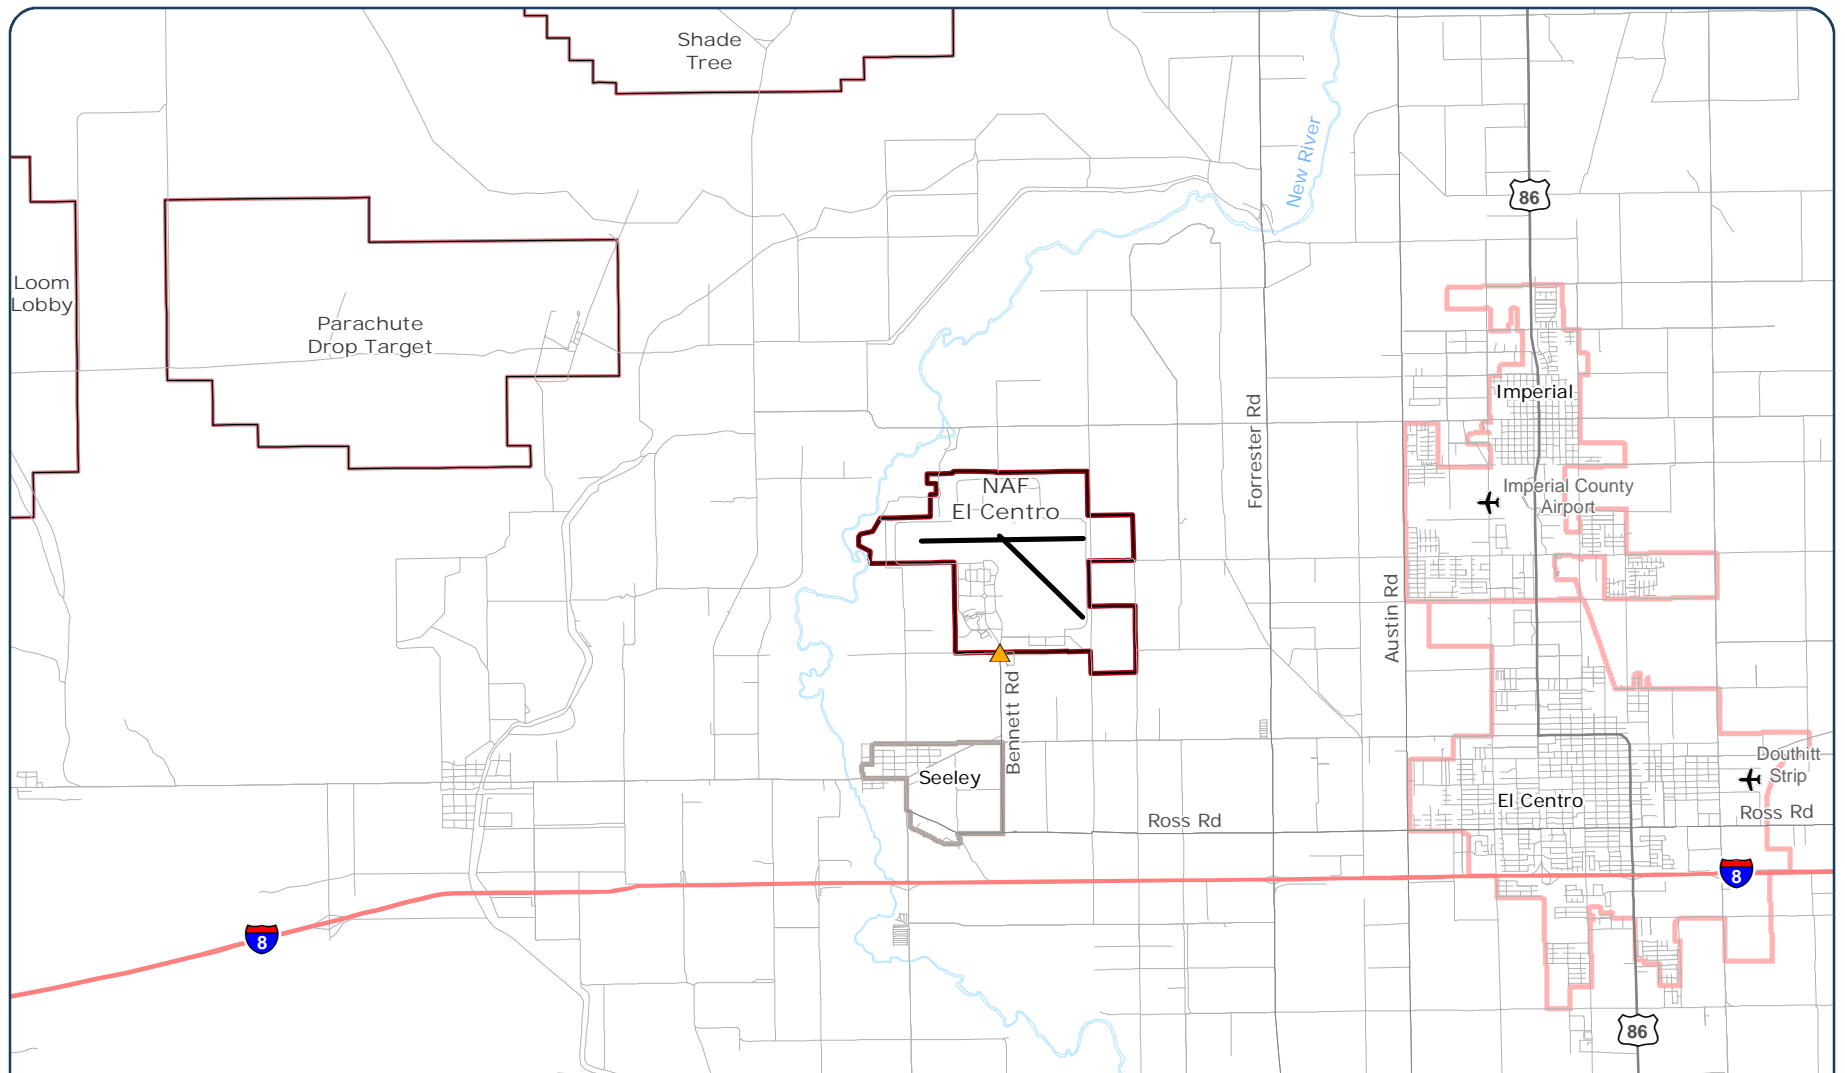 Shade
Tree
New River
86
Loom
Lobby
Parachute
Drop Target
Imperial
Forrester Rd
NAF
El Centro
Imperial County
Airport
Austin Rd
Bennett Rd
Seeley
Douthitt
Strip
El Centro
Ross Rd
Ross Rd
8
8
86